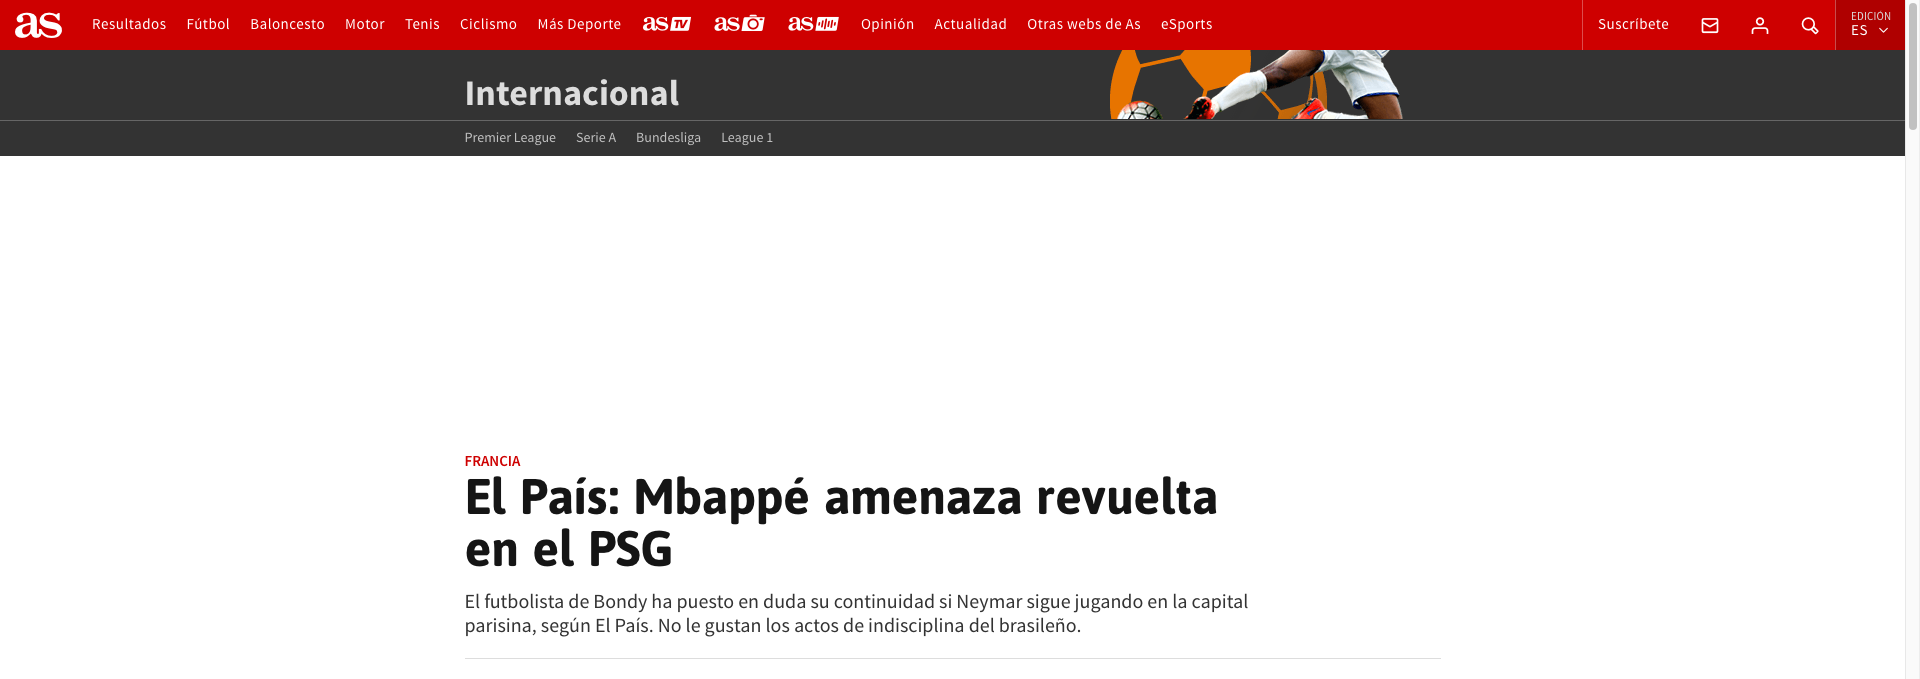 as Resultados Fútbol Baloncesto Motor Tenis Ciclismo Más Deporte as TV as as Opinión Actualidad Otras webs de As eSports Suscríbete EDICIÓN
ES
Internacional
Premier League Serie A Bundesliga League 1
FRANCIA
El País: Mbappé amenaza revuelta
en el PSG
El futbolista de Bondy ha puesto en duda su continuidad si Neymar sigue jugando en la capital
parisina, según El País. No le gustan los actos de indisciplina del brasileño.